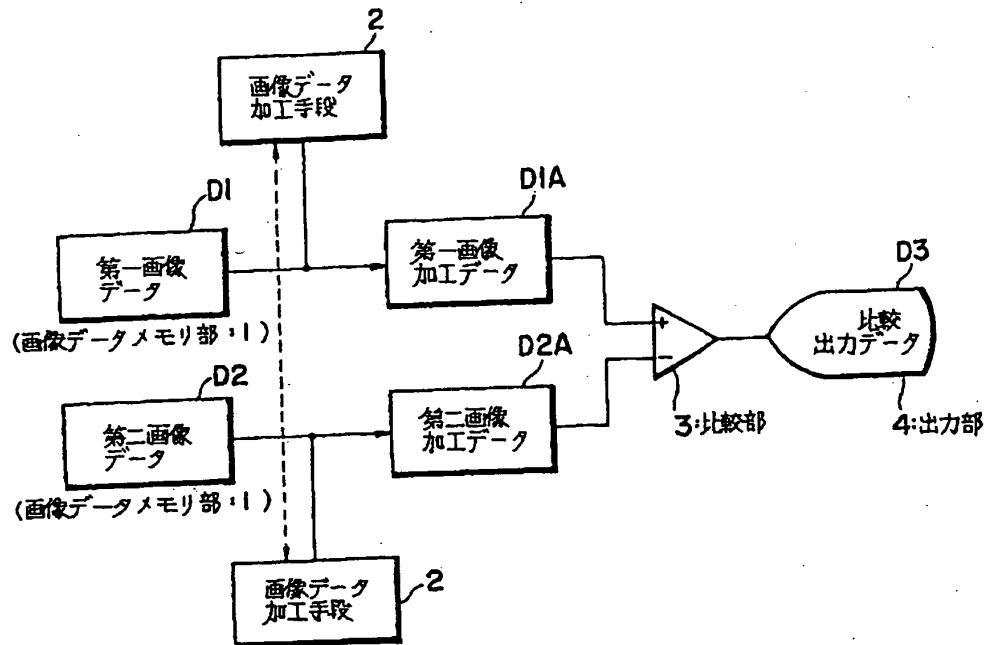 2
画像データ
加工手段
D1
第一画像
データ
(画像データメモリ部:1)
D1A
第一画像
加工データ
D3
比較
出力データ
D2
第二画像
データ
(画像データメモリ部:1)
D2A
第二画像
加工データ
+
-
3:比較部
4:出力部
画像データ
加工手段
2